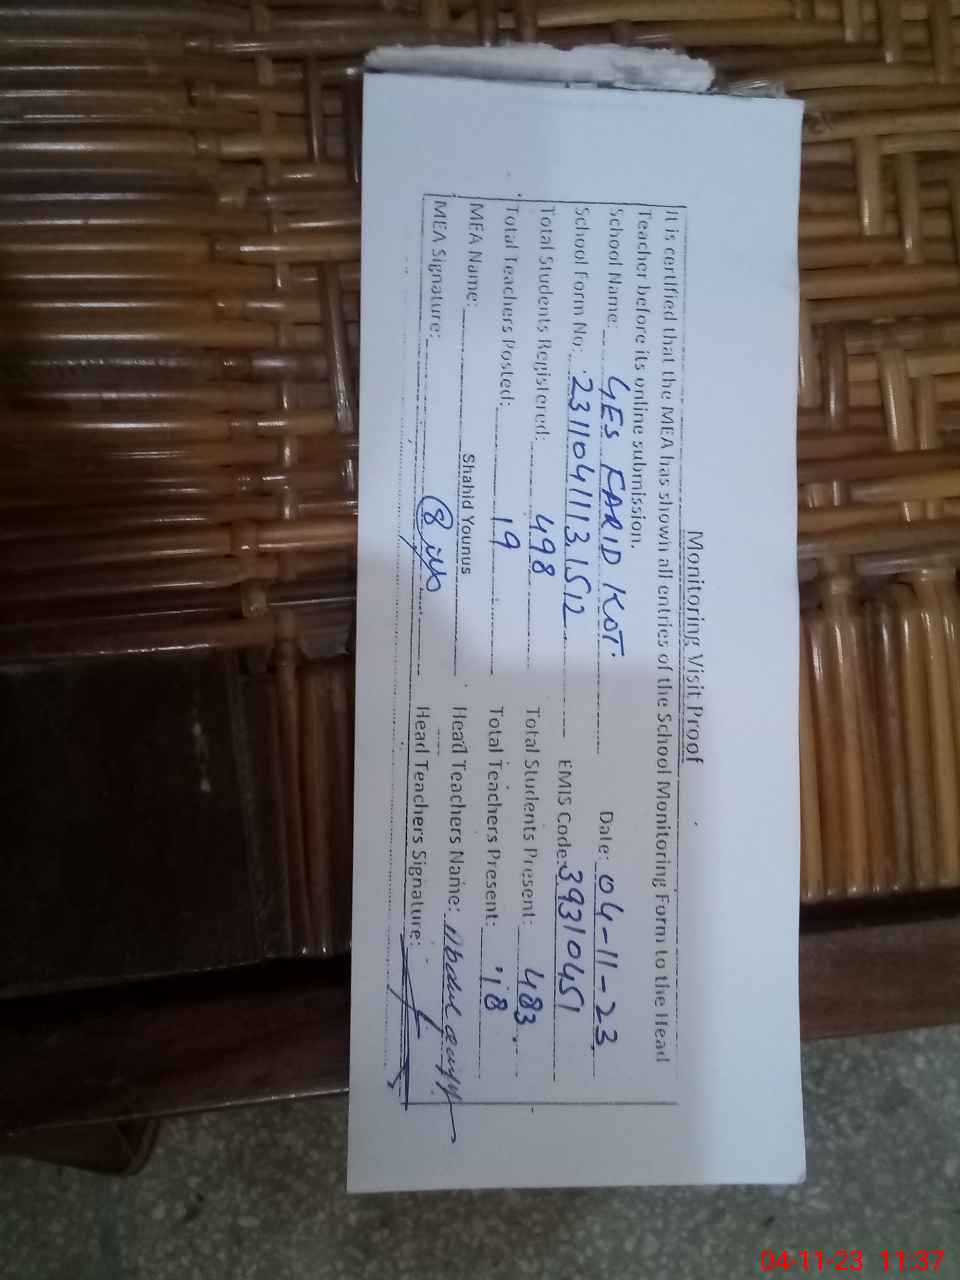 Monitoring Visit Proof
It is certified that the MEA has shown all entries of the School Monitoring Form to the Head
Teacher before its online submission.
School Name: GES FARID KOT. Date: 04-11-23
School Form No: 23110411131512 EMIS Code: 39310451
Total Students Registered: 498 Total Students Present: 483
Total Teachers Posted: 19 Total Teachers Present: 18
MEA Name: Shahid Younus Head Teachers Name: Abdul
MEA Signature: Head Teachers Signature:
04-11-23 11:37